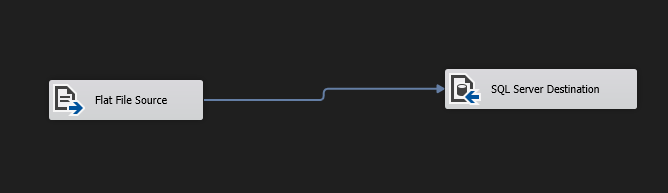 Flat File Source
SQL Server Destination